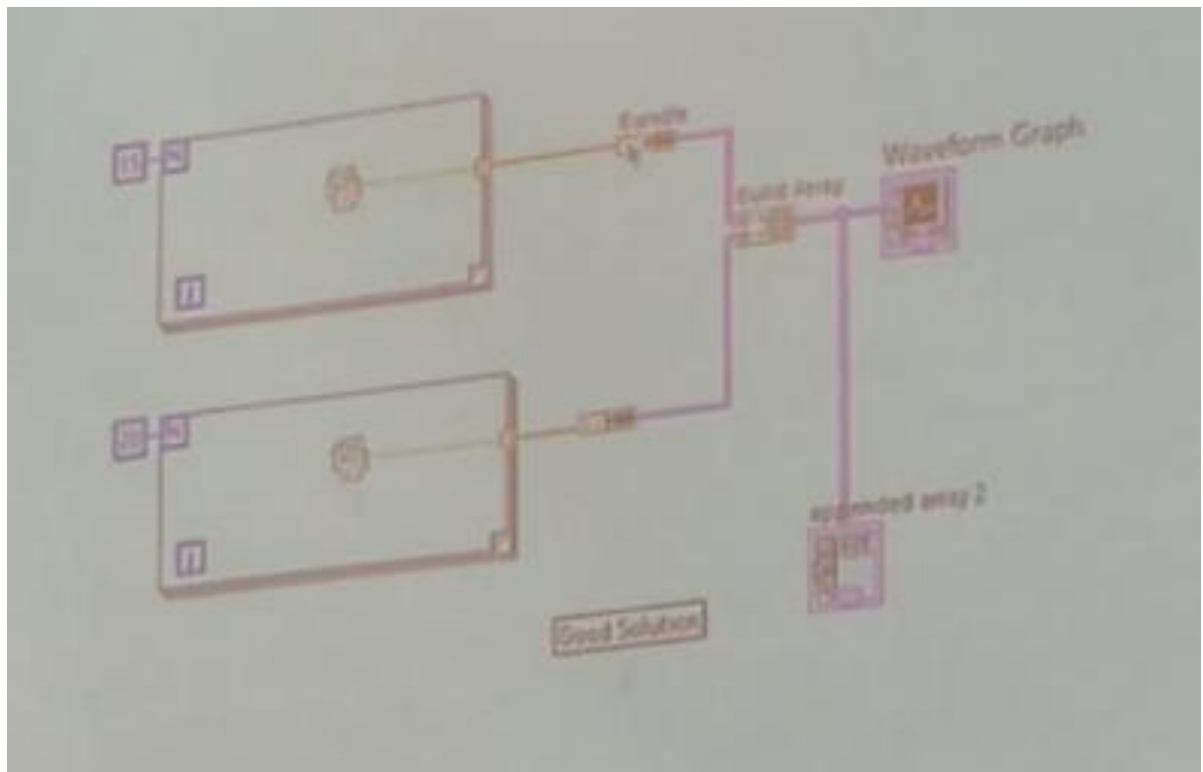 Bundle
Waveform Graph
Build Array
15
N
i
20
N
i
appended array 2
Good Solution